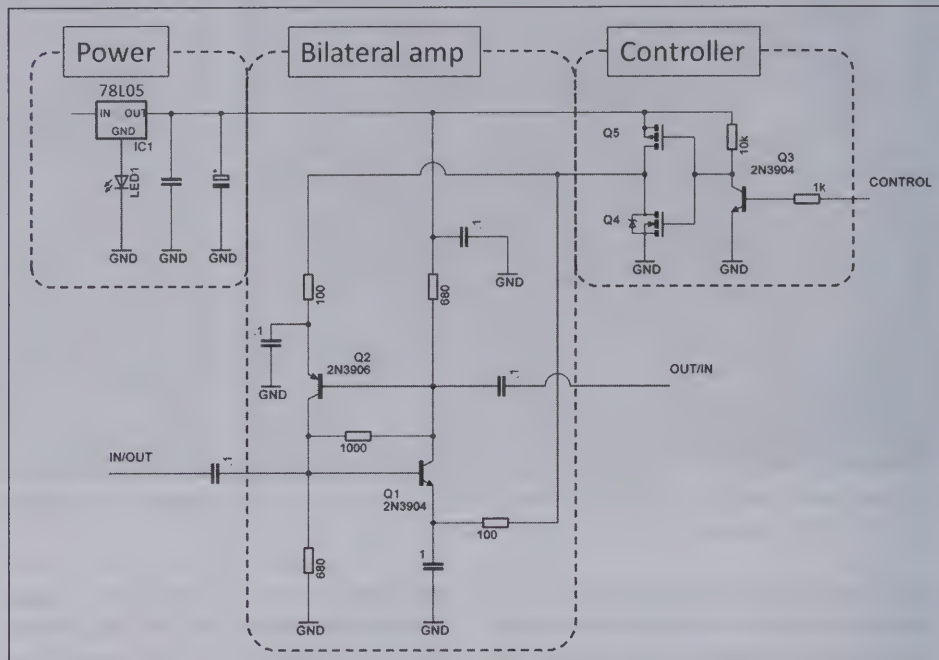 Power
Bilateral amp
Controller
78L05
IN OUT
GND
IC1
LED1
GND
GND
GND
.1
GND
680
100
.1
GND
Q2
2N3906
1000
IN/OUT
.1
Q1
2N3904
680
GND
.1
OUT/IN
100
1
GND
Q5
Q4
GND
10k
Q3
2N3904
GND
1k
CONTROL